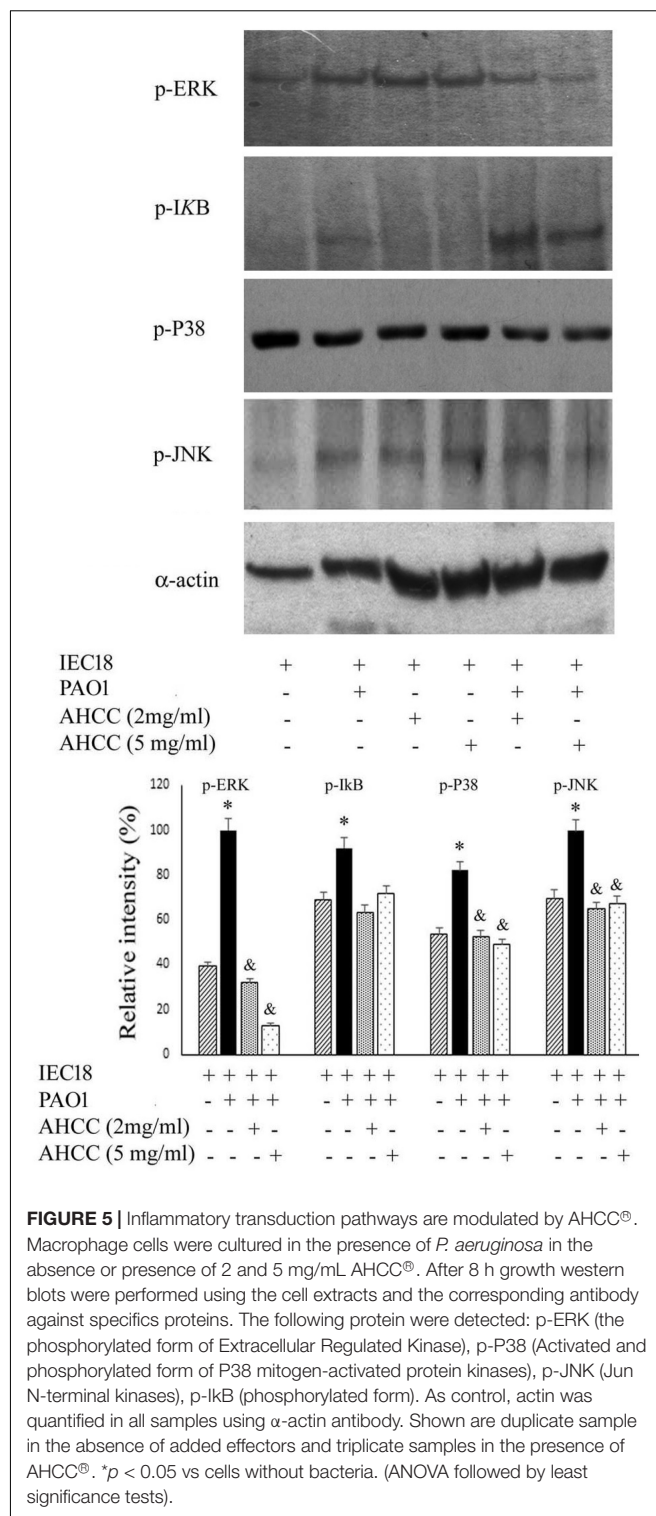 p-ERK
p-IKB
p-P38
p-JNK
α-actin
IEC18 + + + + + +
PAO1 - + - - + +
AHCC (2mg/ml) - - + - + -
AHCC (5 mg/ml) - - - + - +
p-ERK p-IkB p-P38 p-JNK
Relative intensity (%)
120
100
80
60
40
20
0
* * * *
& & & & & &
IEC18 + + + + + + + + + + + + + + + +
PAO1 - + + + - + + + - + + + - + + +
AHCC (2mg/ml) - - + - - - + - - - + - - - + -
AHCC (5 mg/ml) - - - + - - - + - - - + - - - +
FIGURE 5 | Inflammatory transduction pathways are modulated by AHCC®.
Macrophage cells were cultured in the presence of P. aeruginosa in the
absence or presence of 2 and 5 mg/mL AHCC®. After 8 h growth western
blots were performed using the cell extracts and the corresponding antibody
against specifics proteins. The following protein were detected: p-ERK (the
phosphorylated form of Extracellular Regulated Kinase), p-P38 (Activated and
phosphorylated form of P38 mitogen-activated protein kinases), p-JNK (Jun
N-terminal kinases), p-IkB (phosphorylated form). As control, actin was
quantified in all samples using α-actin antibody. Shown are duplicate sample
in the absence of added effectors and triplicate samples in the presence of
AHCC®. *p < 0.05 vs cells without bacteria. (ANOVA followed by least
significance tests).